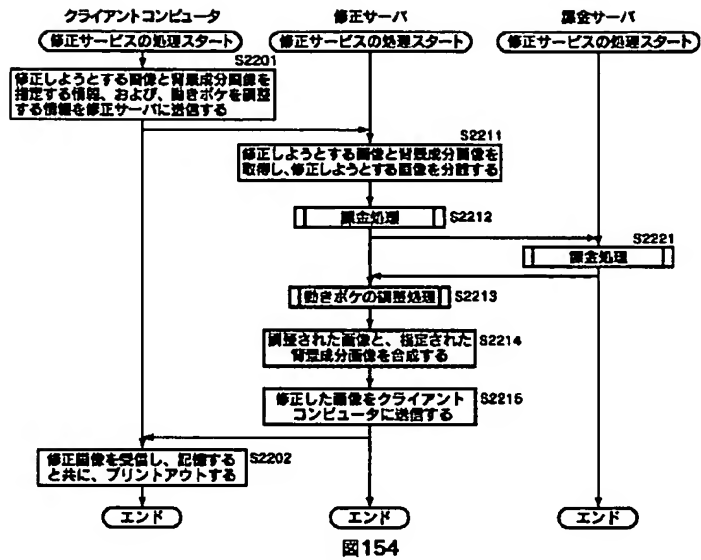 クライアントコンピュータ
修正サーバ
課金サーバ
修正サービスの処理スタート
修正サービスの処理スタート
修正サービスの処理スタート
S2201
修正しようとする画像と背景成分画像を
指定する情報、および、動きボケを調整
する情報を修正サーバに送信する
S2211
修正しようとする画像と背景成分画像を
取得し、修正しようとする画像を分離する
課金処理
S2212
S2221
課金処理
動きボケの調整処理
S2213
調整された画像と、指定された
背景成分画像を合成する
S2214
修正した画像をクライアント
コンピュータに送信する
S2215
修正画像を受信し、記憶する
と共に、プリントアウトする
S2202
エンド
エンド
エンド
図154